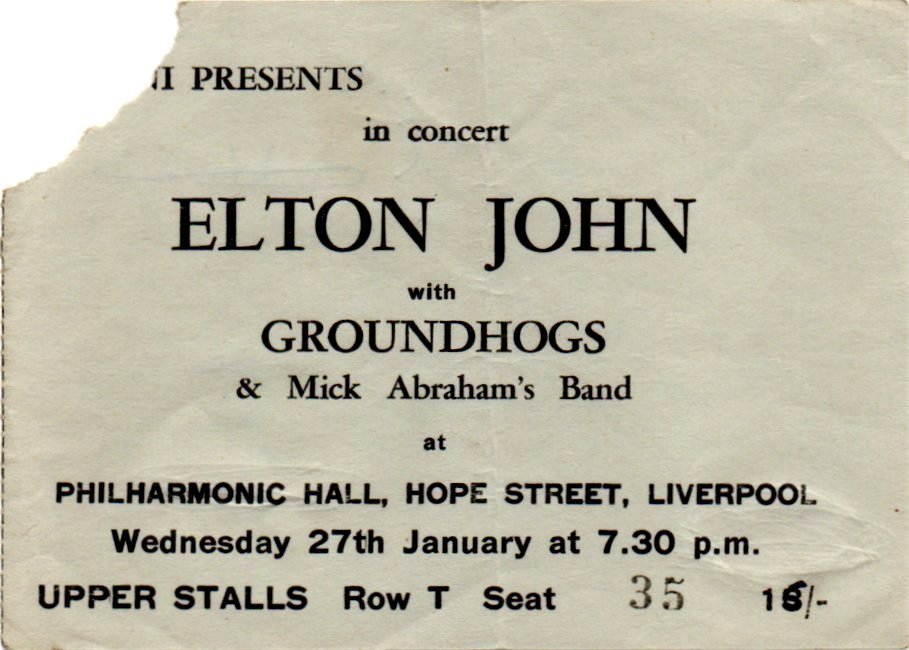 PRESENTS
in concert
ELTON JOHN
with
GROUNDHOGS
& Mick Abraham's Band
at
PHILHARMONIC HALL, HOPE STREET, LIVERPOOL
Wednesday 27th January at 7.30 p.m.
UPPER STALLS Row T Seat 35